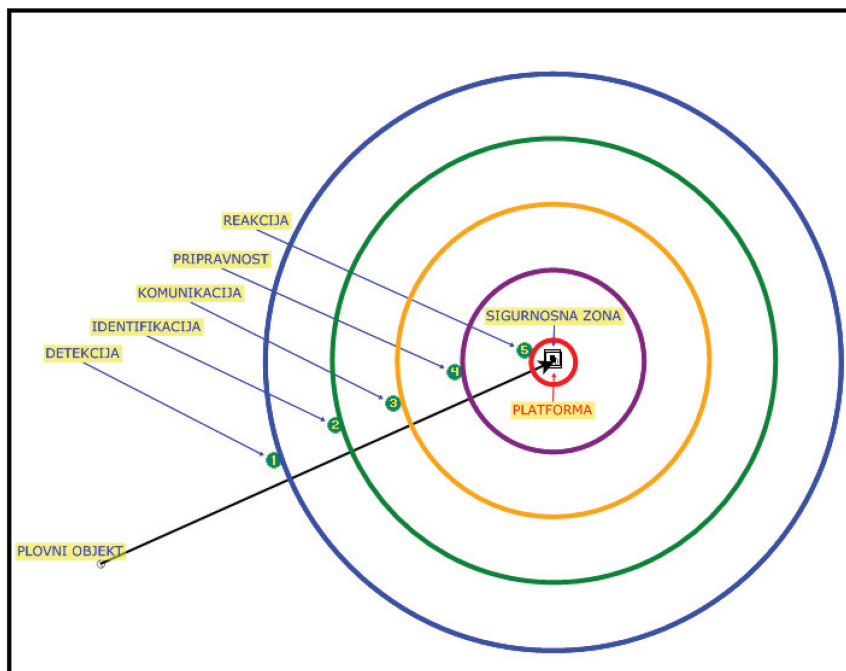 REAKCIJA
PRIPRAVNOST
KOMUNIKACIJA
IDENTIFIKACIJA
DETEKCIJA
SIGURNOSNA ZONA
5
4
PLATFORMA
3
2
1
PLOVNI OBJEKT